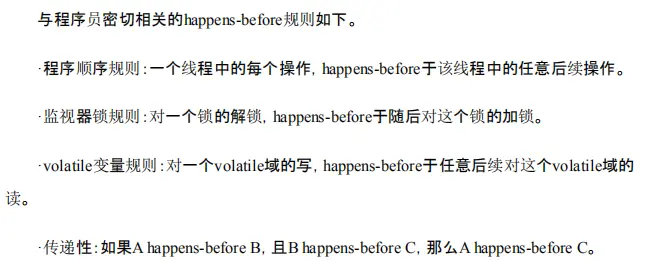 与程序员密切相关的happens-before规则如下。
·程序顺序规则:一个线程中的每个操作，happens-before于该线程中的任意后续操作。
·监视器锁规则:对一个锁的解锁，happens-before于随后对这个锁的加锁。
·volatile变量规则:对一个volatile域的写，happens-before于任意后续对这个volatile域的
读。
·传递性:如果A happens-before B，且B happens-before C，那么A happens-before C。